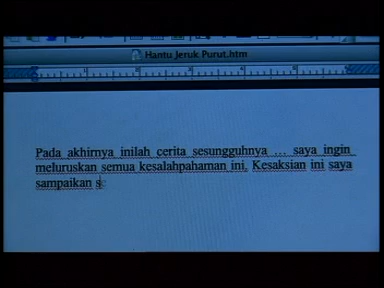 Hantu Jeruk Purut.htm
Pada akhirnya inilah cerita sesungguhnya ... saya ingin
meluruskan semua kesalahpahaman ini. Kesaksian ini saya
sampaikan s